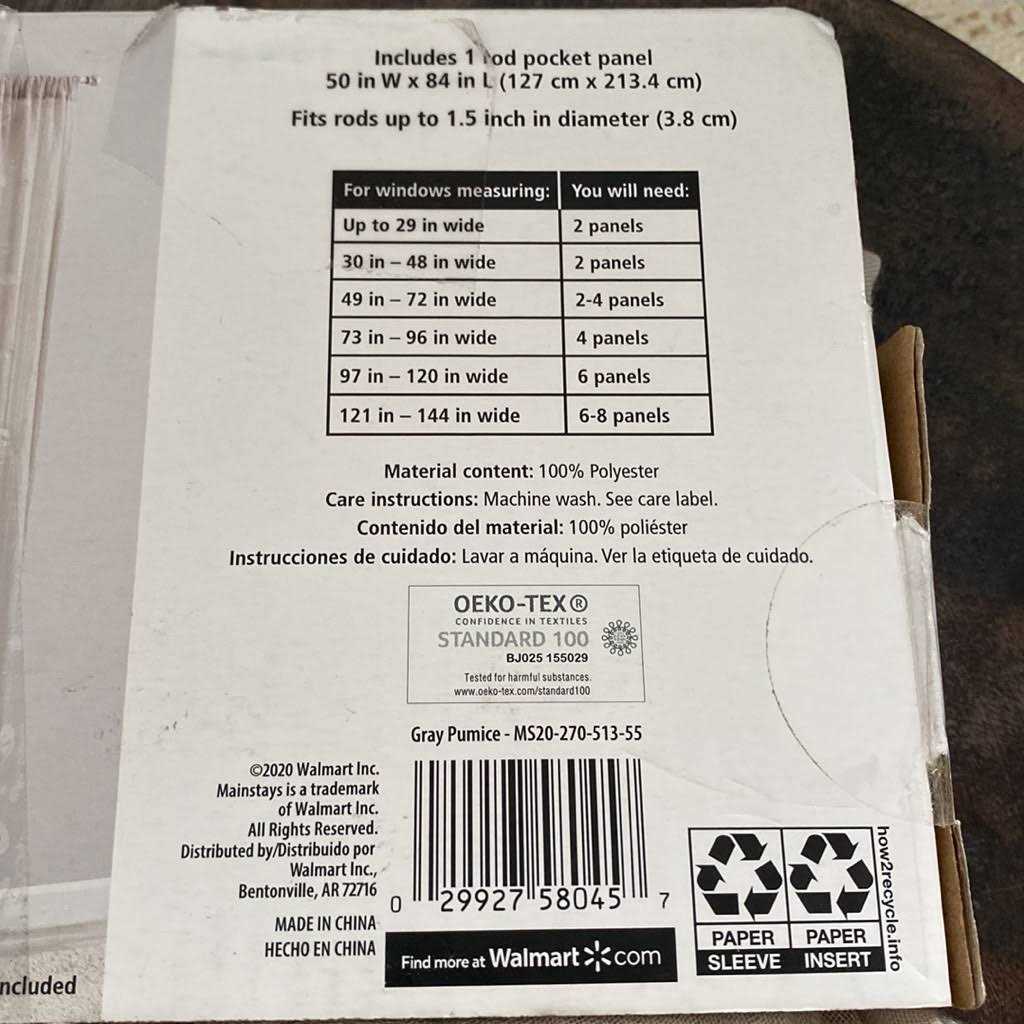 Includes 1 rod pocket panel
50 in W x 84 in L (127 cm x 213.4 cm)
Fits rods up to 1.5 inch in diameter (3.8 cm)
For windows measuring: You will need:
Up to 29 in wide 2 panels
30 in – 48 in wide 2 panels
49 in – 72 in wide 2-4 panels
73 in – 96 in wide 4 panels
97 in – 120 in wide 6 panels
121 in – 144 in wide 6-8 panels
Material content: 100% Polyester
Care instructions: Machine wash. See care label.
Contenido del material: 100% poliéster
Instrucciones de cuidado: Lavar a máquina. Ver la etiqueta de cuidado.
OEKO-TEX®
CONFIDENCE IN TEXTILES
STANDARD 100
BJ025 155029
Tested for harmful substances.
www.oeko-tex.com/standard100
Gray Pumice - MS20-270-513-55
©2020 Walmart Inc.
Mainstays is a trademark
of Walmart Inc.
All Rights Reserved.
Distributed by/Distribuido por
Walmart Inc.,
Bentonville, AR 72716
MADE IN CHINA
HECHO EN CHINA
0 29927 58045 7
Find more at Walmart.com
PAPER PAPER
SLEEVE INSERT
how2recycle.info
ncluded